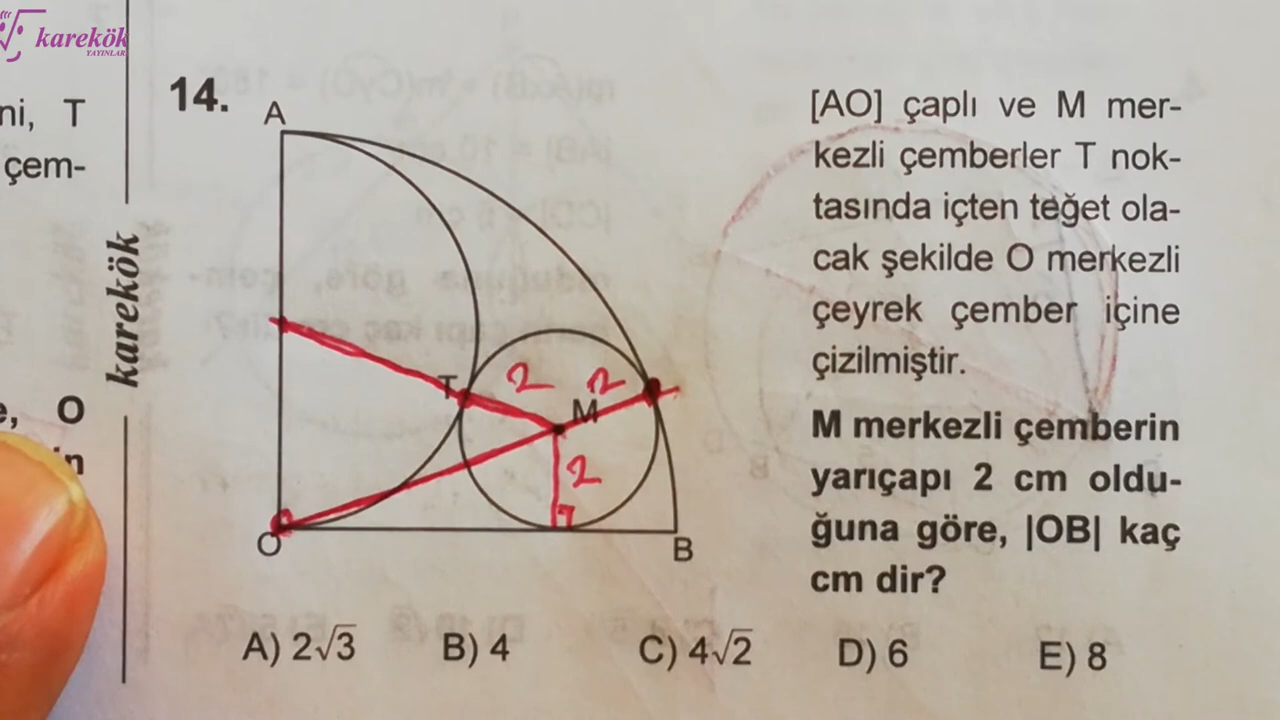 karekök
YAYINLARI
ni, T
çem-
karekök
O
in
14.
A
T
M
O
B
2
2
2
[AO] çaplı ve M mer-
kezli çemberler T nok-
tasında içten teğet ola-
cak şekilde O merkezli
çeyrek çember içine
çizilmiştir.
M merkezli çemberin
yarıçapı 2 cm oldu-
ğuna göre, |OB| kaç
cm dir?
A) 2√3 B) 4 C) 4√2 D) 6 E) 8